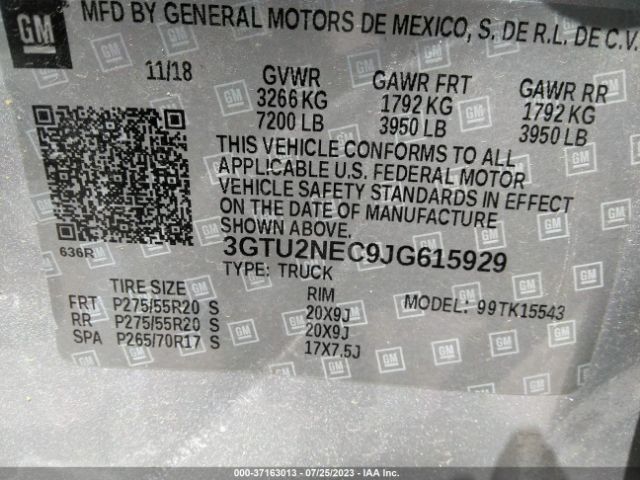 GM
MFD BY GENERAL MOTORS DE MEXICO, S. DE R.L. DE C.V.
11/18 GVWR GAWR FRT GAWR RR
3266 KG 1792 KG 1792 KG
7200 LB 3950 LB 3950 LB
THIS VEHICLE CONFORMS TO ALL
APPLICABLE U.S. FEDERAL MOTOR
VEHICLE SAFETY STANDARDS IN EFFECT
ON THE DATE OF MANUFACTURE
SHOWN ABOVE.
636R 3GTU2NEC9JG615929
TYPE: TRUCK
TIRE SIZE RIM MODEL: 99TK15543
FRT P275/55R20 S 20X9J
RR P275/55R20 S 20X9J
SPA P265/70R17 S 17X7.5J
000-37163013 - 07/25/2023 - IAA Inc.